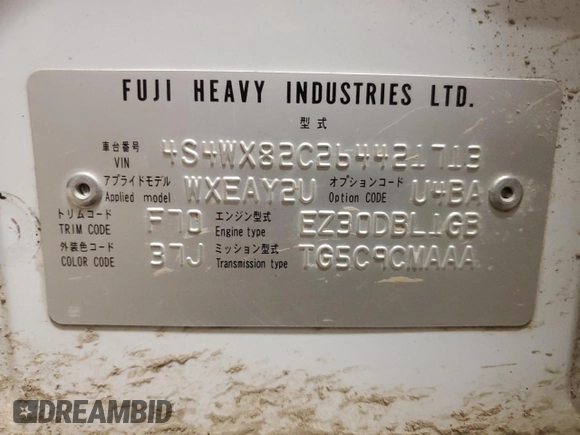 FUJI HEAVY INDUSTRIES LTD.
型式
車台番号 VIN 4S4WX82C264421713
アプライドモデル オプションコード
Applied model WXEAY2U Option CODE U4BA
トリムコード エンジン型式
TRIM CODE F70 Engine type EZ30DBL1GB
外装色コード ミッション型式
COLOR CODE 37J Transmission type TG5C9CMAAA
DREAMBID